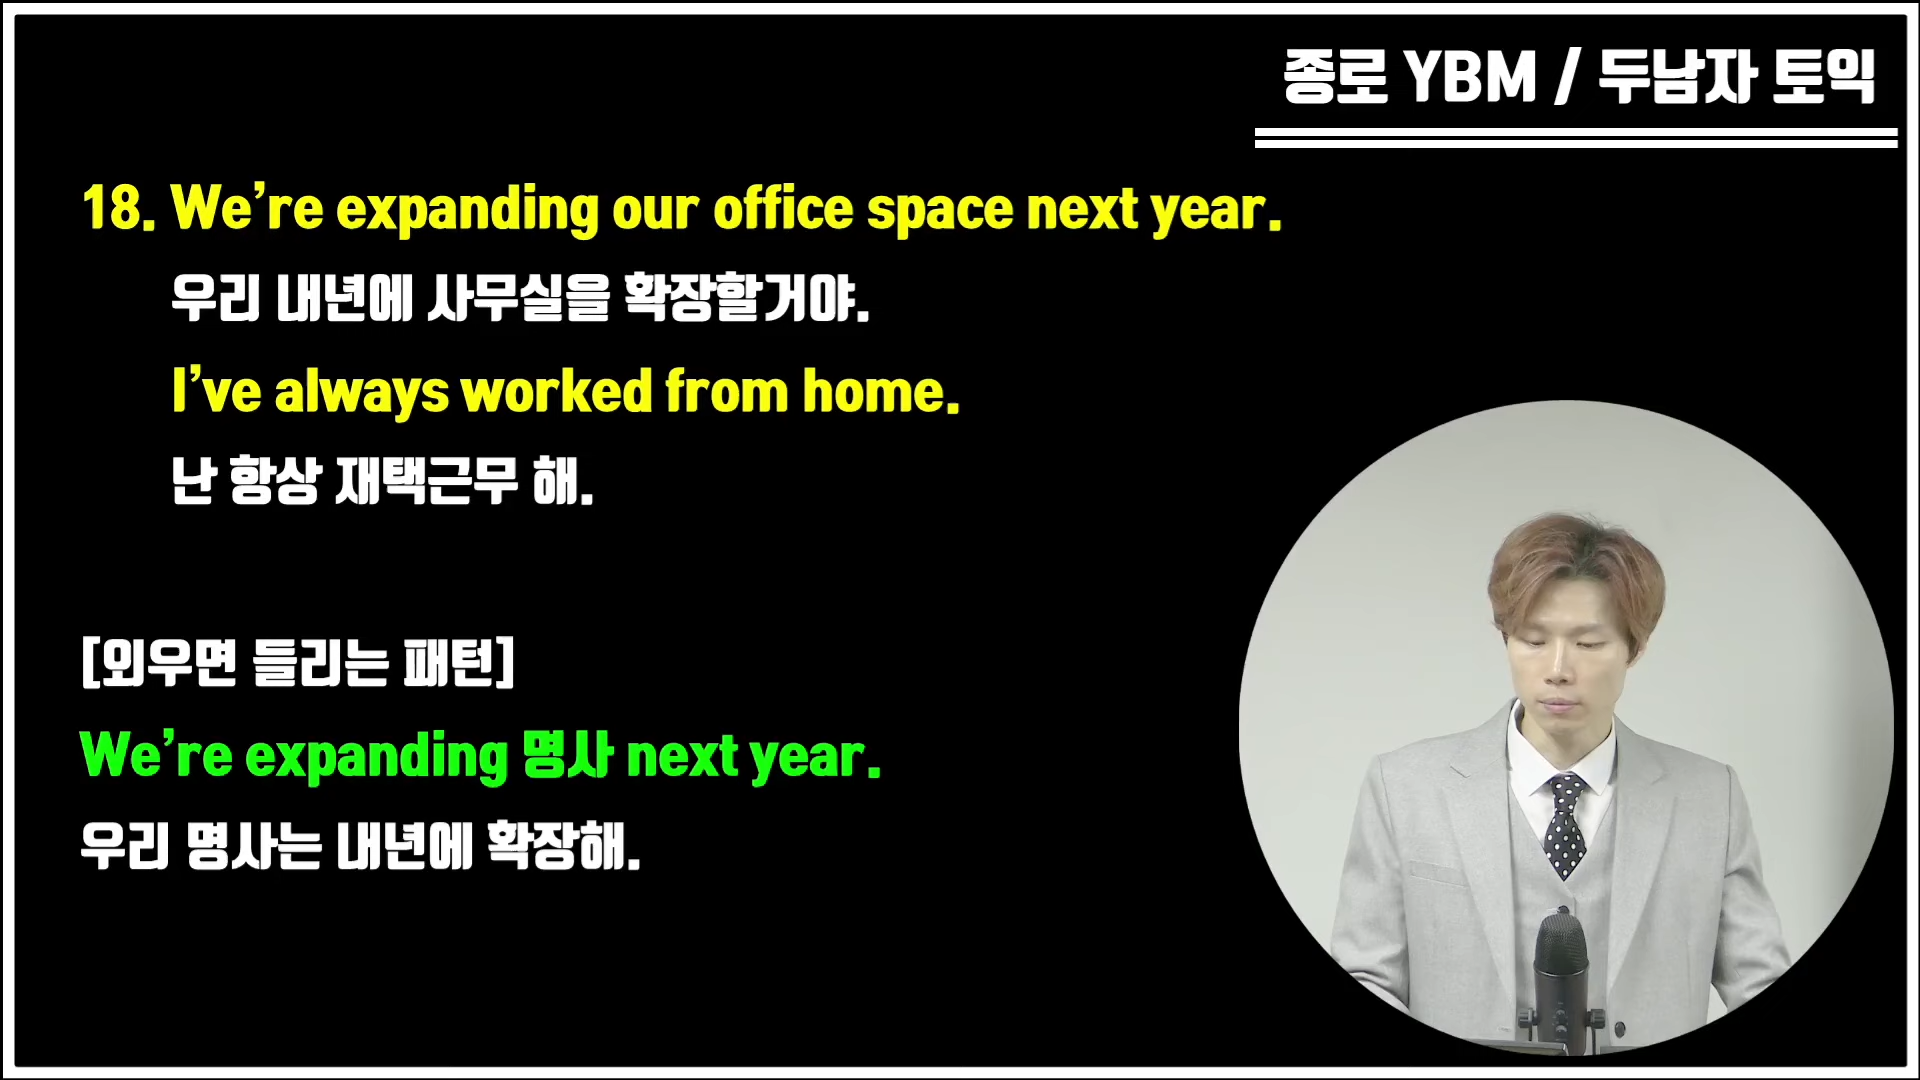 종로 YBM / 두남자 토익
18. We’re expanding our office space next year.
우리 내년에 사무실을 확장할거야.
I’ve always worked from home.
난 항상 재택근무 해.
[외우면 들리는 패턴]
We’re expanding 명사 next year.
우리 명사는 내년에 확장해.